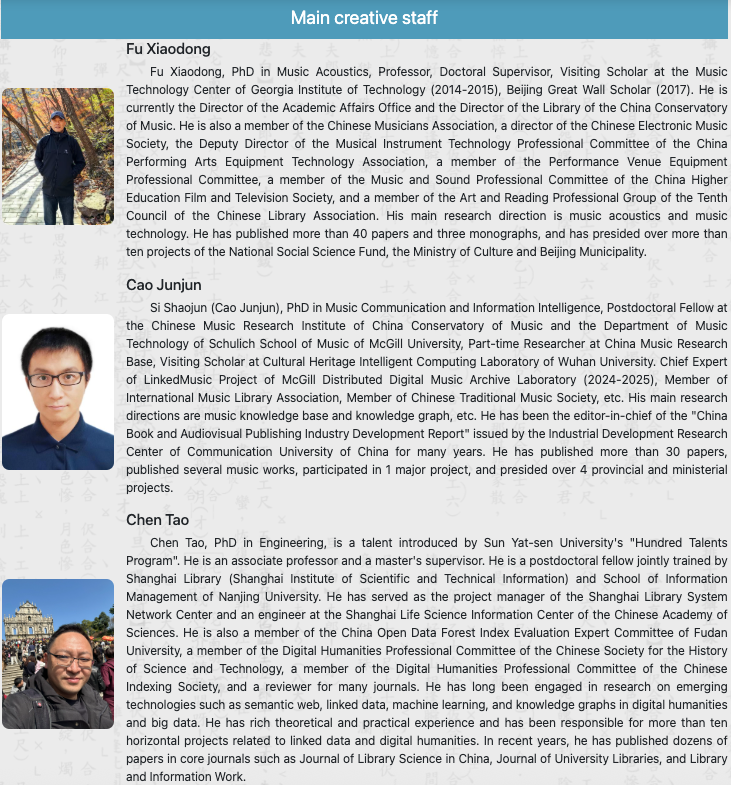 Main creative staff
Fu Xiaodong
Fu Xiaodong, PhD in Music Acoustics, Professor, Doctoral Supervisor, Visiting Scholar at the Music
Technology Center of Georgia Institute of Technology (2014-2015), Beijing Great Wall Scholar (2017). He is
currently the Director of the Academic Affairs Office and the Director of the Library of the China Conservatory
of Music. He is also a member of the Chinese Musicians Association, a director of the Chinese Electronic Music
Society, the Deputy Director of the Musical Instrument Technology Professional Committee of the China
Performing Arts Equipment Technology Association, a member of the Performance Venue Equipment
Professional Committee, a member of the Music and Sound Professional Committee of the China Higher
Education Film and Television Society, and a member of the Art and Reading Professional Group of the Tenth
Council of the Chinese Library Association. His main research direction is music acoustics and music
technology. He has published more than 40 papers and three monographs, and has presided over more than
ten projects of the National Social Science Fund, the Ministry of Culture and Beijing Municipality.
Cao Junjun
Si Shaojun (Cao Junjun), PhD in Music Communication and Information Intelligence, Postdoctoral Fellow at
the Chinese Music Research Institute of China Conservatory of Music and the Department of Music
Technology of Schulich School of Music of McGill University, Part-time Researcher at China Music Research
Base, Visiting Scholar at Cultural Heritage Intelligent Computing Laboratory of Wuhan University. Chief Expert
of LinkedMusic Project of McGill Distributed Digital Music Archive Laboratory (2024-2025), Member of
International Music Library Association, Member of Chinese Traditional Music Society, etc. His main research
directions are music knowledge base and knowledge graph, etc. He has been the editor-in-chief of the "China
Book and Audiovisual Publishing Industry Development Report" issued by the Industrial Development Research
Center of Communication University of China for many years. He has published more than 30 papers,
published several music works, participated in 1 major project, and presided over 4 provincial and ministerial
projects.
Chen Tao
Chen Tao, PhD in Engineering, is a talent introduced by Sun Yat-sen University's "Hundred Talents
Program". He is an associate professor and a master's supervisor. He is a postdoctoral fellow jointly trained by
Shanghai Library (Shanghai Institute of Scientific and Technical Information) and School of Information
Management of Nanjing University. He has served as the project manager of the Shanghai Library System
Network Center and an engineer at the Shanghai Life Science Information Center of the Chinese Academy of
Sciences. He is also a member of the China Open Data Forest Index Evaluation Expert Committee of Fudan
University, a member of the Digital Humanities Professional Committee of the Chinese Society for the History
of Science and Technology, a member of the Digital Humanities Professional Committee of the Chinese
Indexing Society, and a reviewer for many journals. He has long been engaged in research on emerging
technologies such as semantic web, linked data, machine learning, and knowledge graphs in digital humanities
and big data. He has rich theoretical and practical experience and has been responsible for more than ten
horizontal projects related to linked data and digital humanities. In recent years, he has published dozens of
papers in core journals such as Journal of Library Science in China, Journal of University Libraries, and Library
and Information Work.